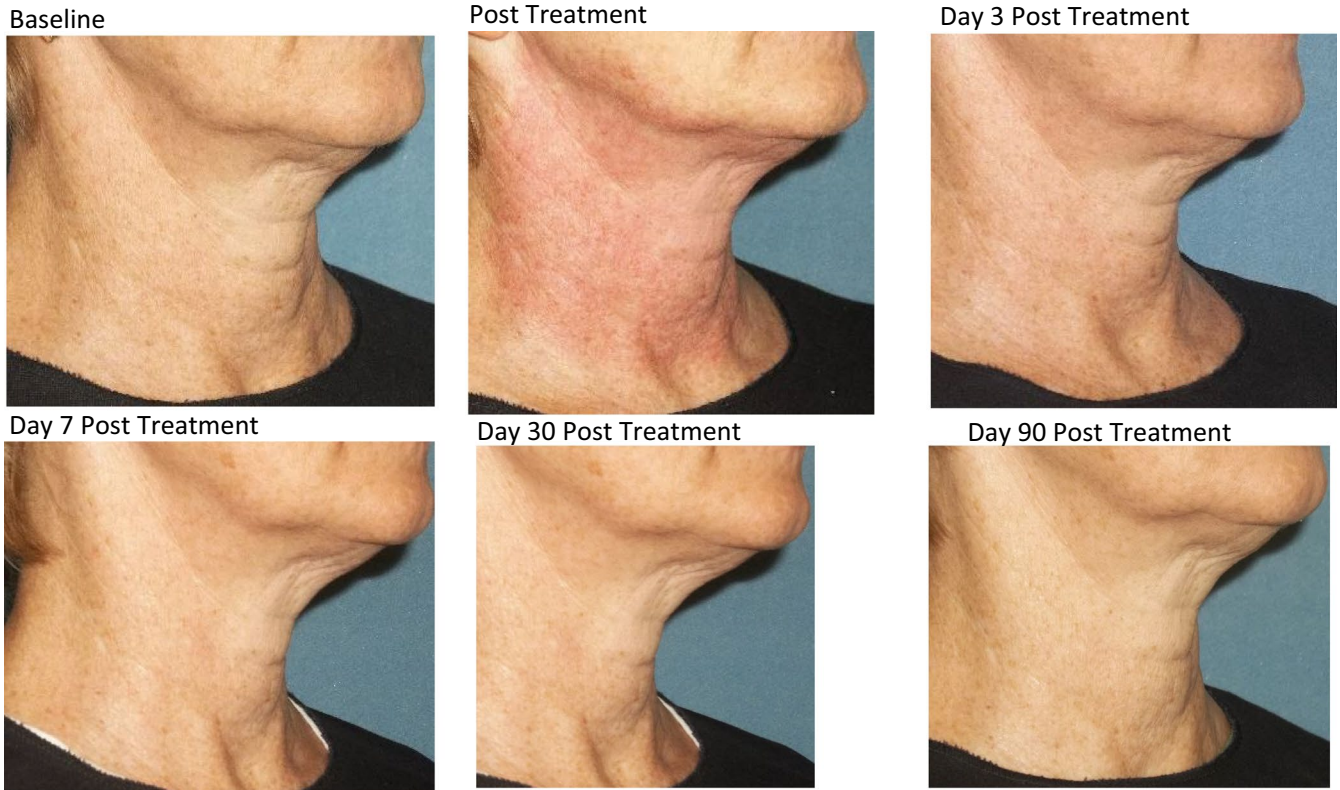 Baseline
Post Treatment
Day 3 Post Treatment
Day 7 Post Treatment
Day 30 Post Treatment
Day 90 Post Treatment